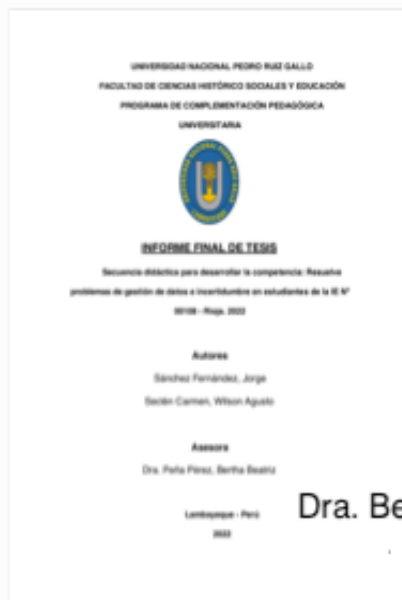 UNIVERSIDAD NACIONAL PEDRO RUIZ GALLO
FACULTAD DE CIENCIAS HISTÓRICO SOCIALES Y EDUCACIÓN
PROGRAMA DE COMPLEMENTACIÓN PEDAGÓGICA
UNIVERSITARIA
INFORME FINAL DE TESIS
Secuencia didáctica para desarrollar la competencia: Resuelve
problemas de gestión de datos e incertidumbre en estudiantes de la IE N°
00108 - Rioja. 2022
Autores
Sánchez Fernández, Jorge
Seclén Carmen, Wilson Agusto
Asesora
Dra. Peña Pérez, Bertha Beatriz
Lambayeque - Perú
2022
Dra. Be